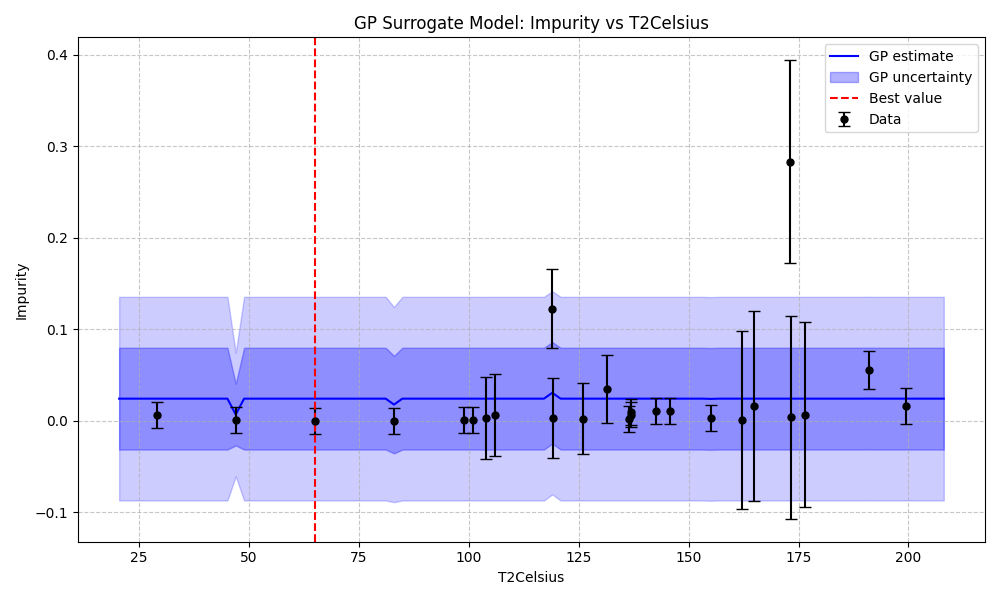 GP Surrogate Model: Impurity vs T2Celsius
GP estimate
GP uncertainty
Best value
Data
Impurity
0.4
0.3
0.2
0.1
0.0
−0.1
25
50
75
100
125
150
175
200
T2Celsius